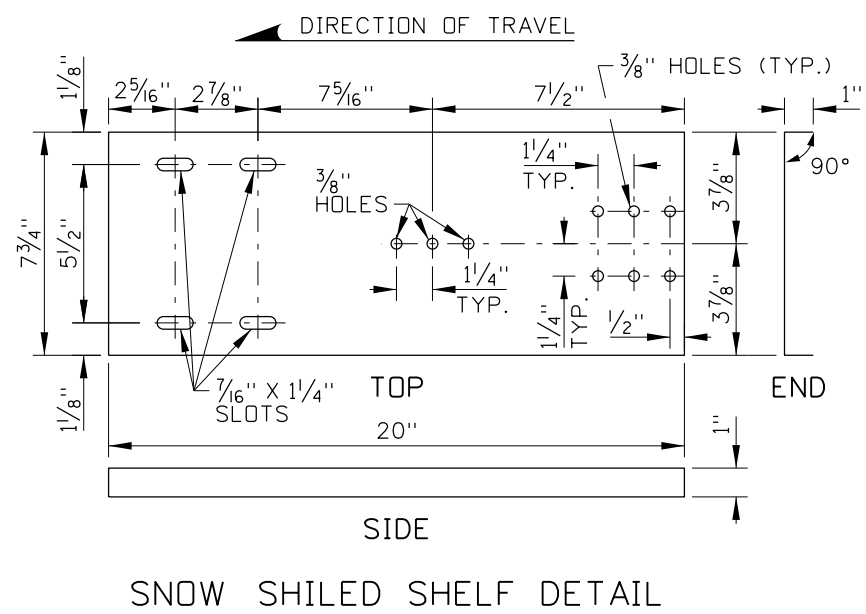 DIRECTION OF TRAVEL
3/8" HOLES (TYP.)
1 1/8"
2 5/16"
2 7/8"
7 5/16"
7 1/2"
1"
1 1/4"
TYP.
90°
3/8"
HOLES
3 7/8"
7 3/4"
5 1/2"
1 1/4"
TYP.
1 1/4"
TYP.
1/2"
3 7/8"
1 1/8"
7/16" X 1 1/4"
SLOTS
TOP
END
20"
1"
SIDE
SNOW SHILED SHELF DETAIL